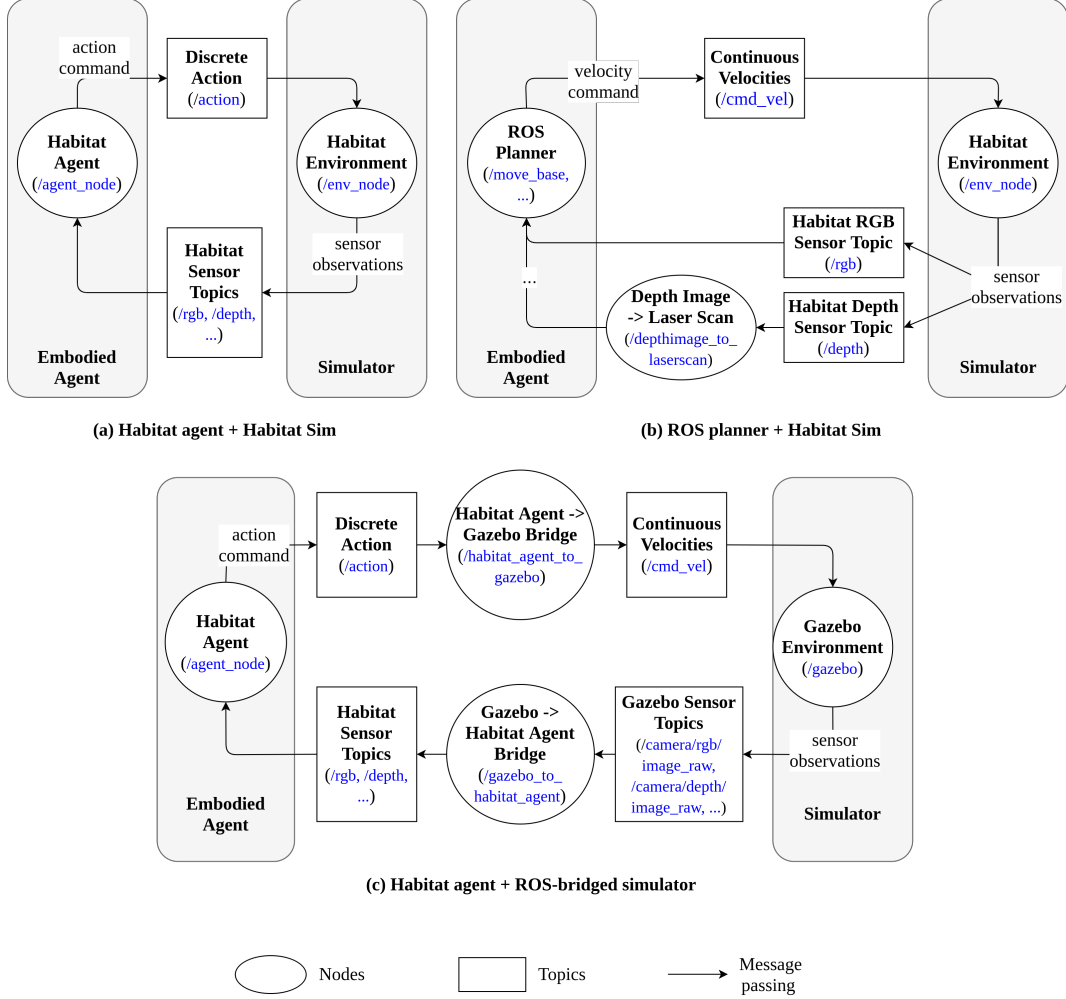 action
command
Discrete
Action
(/action)
Habitat
Agent
(/agent_node)
Habitat
Environment
(/env_node)
Habitat
Sensor
Topics
(/rgb, /depth,
...)
sensor
observations
Embodied
Agent
Simulator
(a) Habitat agent + Habitat Sim
velocity
command
Continuous
Velocities
(/cmd_vel)
ROS
Planner
(/move_base,
...)
Habitat
Environment
(/env_node)
Habitat RGB
Sensor Topic
(/rgb)
sensor
observations
...
Depth Image
-> Laser Scan
(/depthimage_to_
laserscan)
Habitat Depth
Sensor Topic
(/depth)
Embodied
Agent
Simulator
(b) ROS planner + Habitat Sim
action
command
Discrete
Action
(/action)
Habitat Agent ->
Gazebo Bridge
(/habitat_agent_to_
gazebo)
Continuous
Velocities
(/cmd_vel)
Habitat
Agent
(/agent_node)
Gazebo
Environment
(/gazebo)
Habitat
Sensor
Topics
(/rgb, /depth,
...)
Gazebo ->
Habitat Agent
Bridge
(/gazebo_to_
habitat_agent)
Gazebo Sensor
Topics
(/camera/rgb/
image_raw,
/camera/depth/
image_raw, ...)
sensor
observations
Embodied
Agent
Simulator
(c) Habitat agent + ROS-bridged simulator
Nodes
Topics
Message
passing